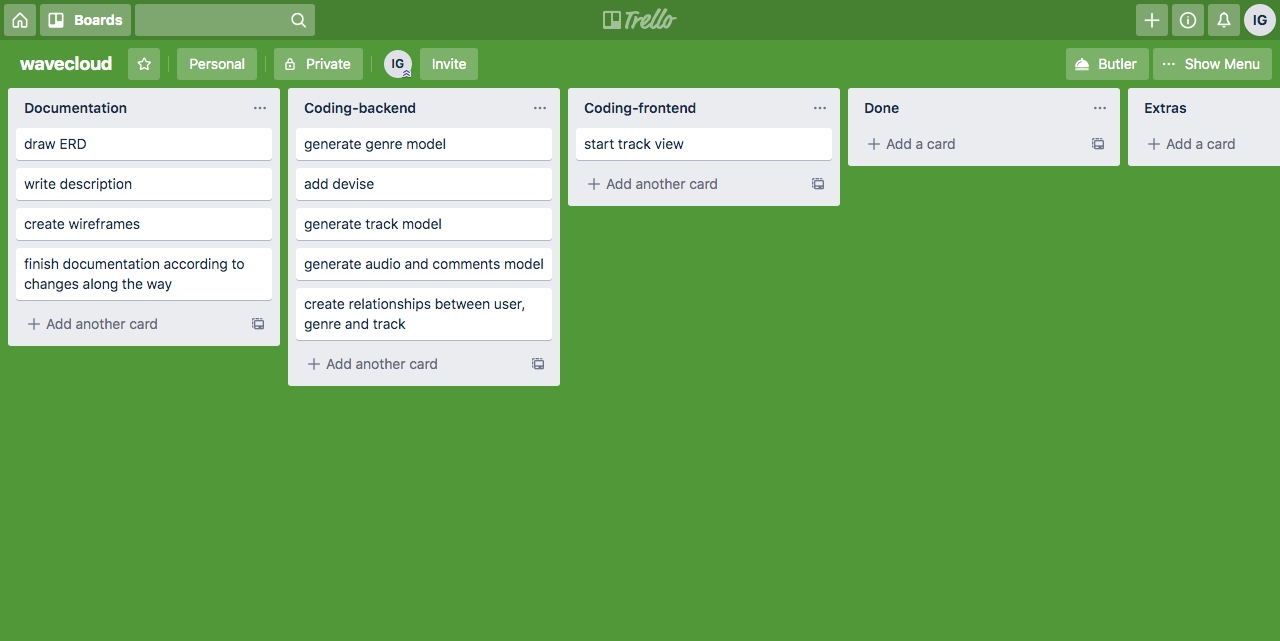 Boards
Trello
IG
wavecloud
Personal
Private
IG
Invite
Butler
Show Menu
Documentation
draw ERD
write description
create wireframes
finish documentation according to
changes along the way
Add another card
Coding-backend
generate genre model
add devise
generate track model
generate audio and comments model
create relationships between user,
genre and track
Add another card
Coding-frontend
start track view
Add another card
Done
Add a card
Extras
Add a card